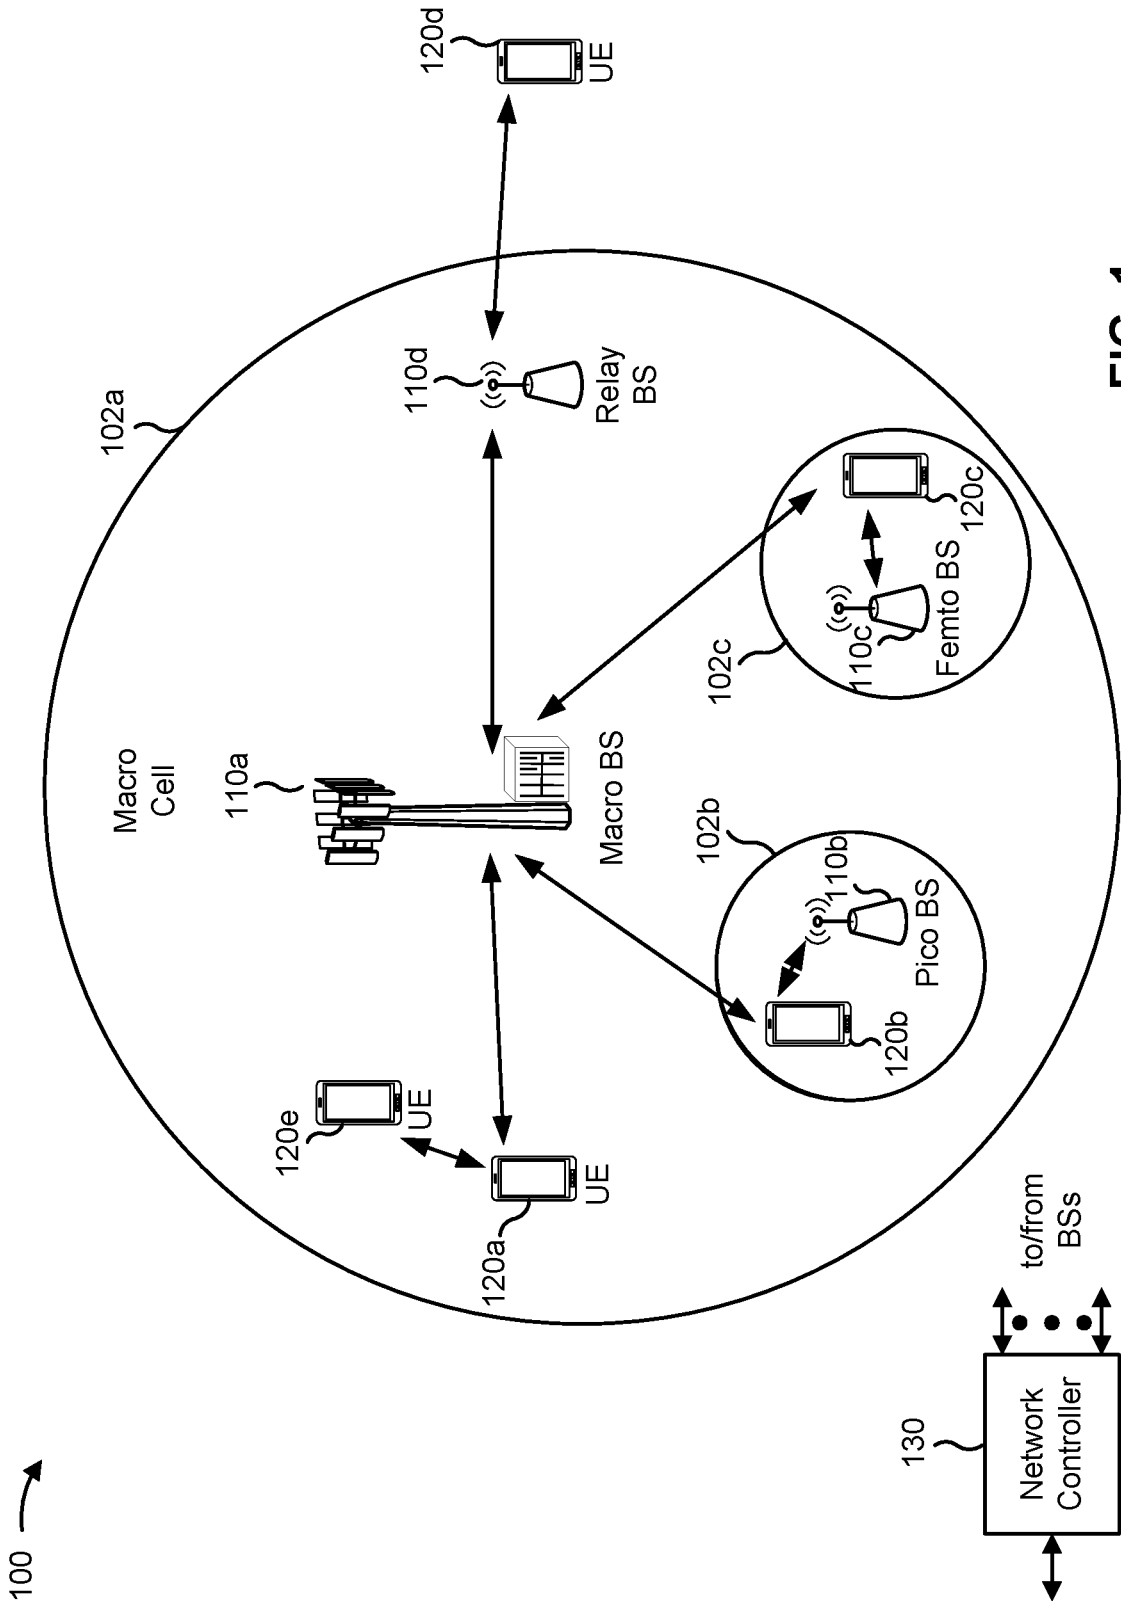 100
102a
Macro
Cell
110a
120d
UE
110d
Relay
BS
120e
UE
120a
UE
Macro BS
102b
110b
Pico BS
120b
102c
110c
Femto BS
120c
130
Network
Controller
to/from
BSs